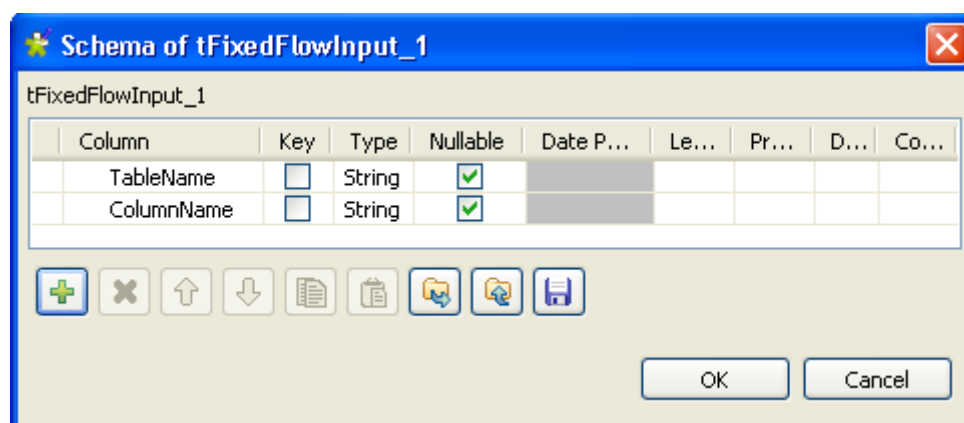 Schema of tFixedFlowInput_1
tFixedFlowInput_1
Column Key Type Nullable Date P... Le... Pr... D... Co...
TableName String
ColumnName String
OK Cancel